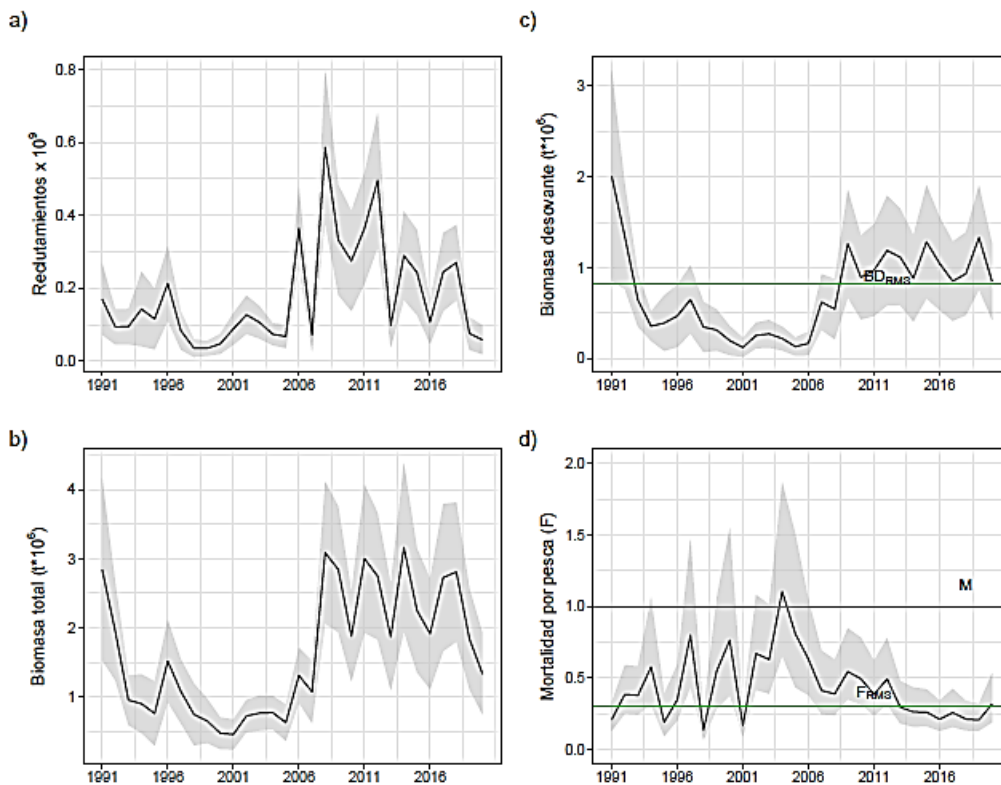 a)
Redutamientos x 10⁹
0.8
0.6
0.4
0.2
0.0
1991 1996 2001 2006 2011 2016
b)
Biomasa total (t*10⁶)
4
3
2
1
1991 1996 2001 2006 2011 2016
c)
Biomasa desovante (t*10⁶)
3
2
1
0
BD_RMS
1991 1996 2001 2006 2011 2016
d)
Mortalidad por pesca (F)
2.0
1.5
1.0
0.5
0.0
M
F_RMS
1991 1996 2001 2006 2011 2016